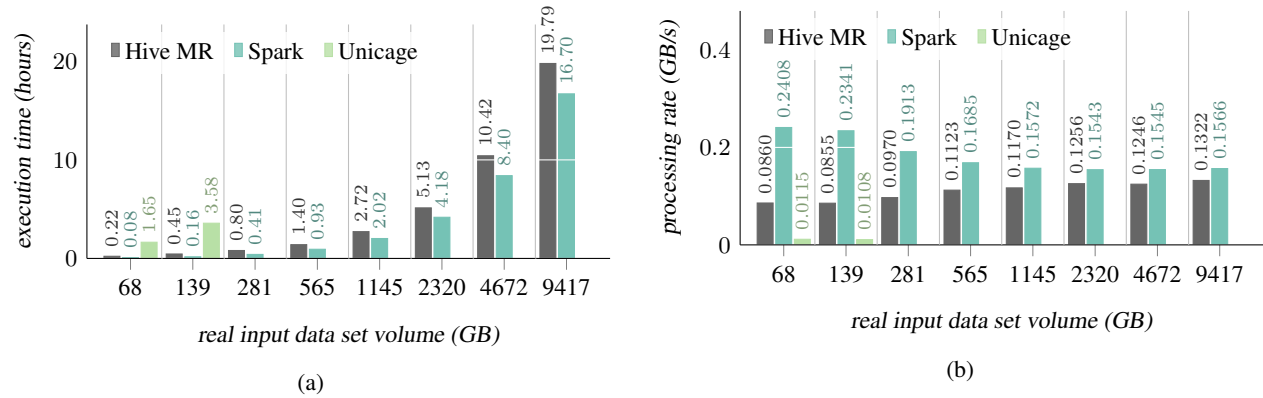 Hive MR Spark Unicage
execution time (hours)
20
10
0
0.22 0.08 1.65
0.45 0.16 3.58
0.80 0.41
1.40 0.93
2.72 2.02
5.13 4.18
10.42 8.40
19.79 16.70
68 139 281 565 1145 2320 4672 9417
real input data set volume (GB)
(a)
Hive MR Spark Unicage
processing rate (GB/s)
0.4
0.2
0
0.0860 0.2408 0.0115
0.0855 0.2341 0.0108
0.0970 0.1913
0.1123 0.1685
0.1170 0.1572
0.1256 0.1543
0.1246 0.1545
0.1322 0.1566
68 139 281 565 1145 2320 4672 9417
real input data set volume (GB)
(b)